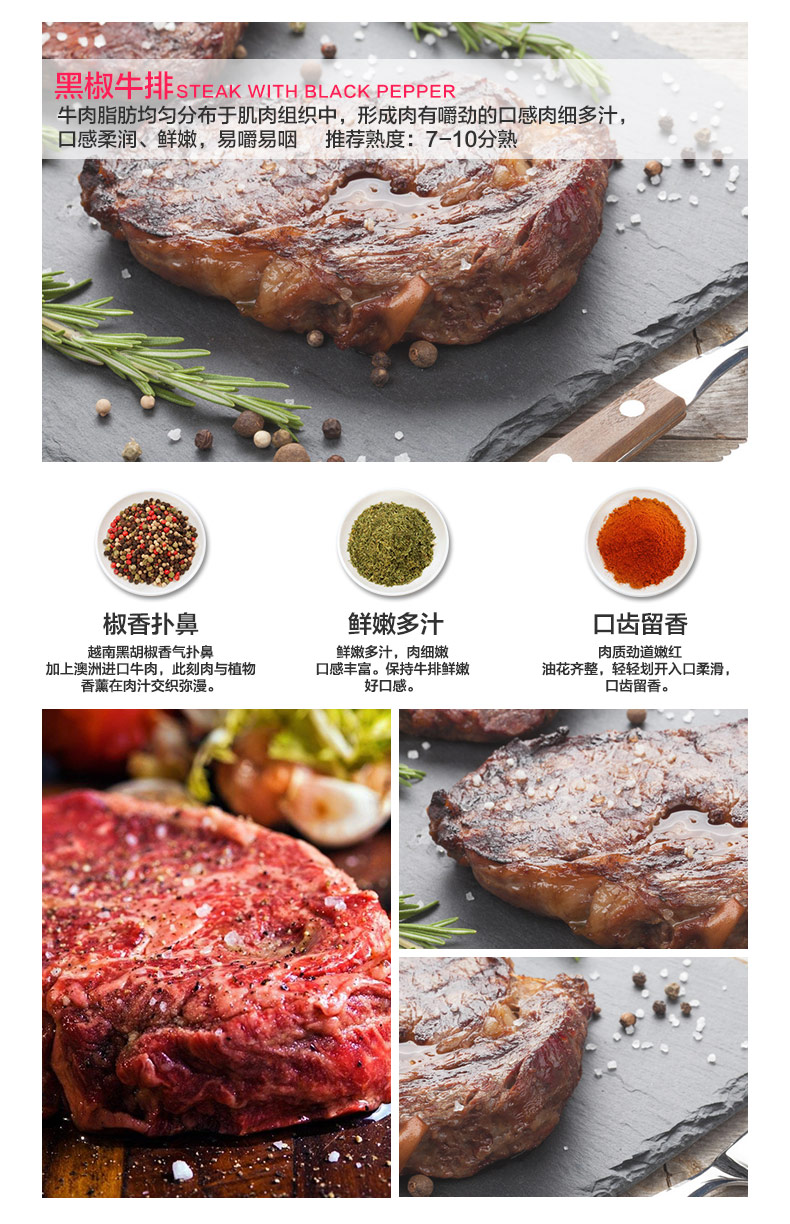 黑椒牛排STEAK WITH BLACK PEPPER
牛肉脂肪均匀分布于肌肉组织中，形成肉有嚼劲的口感肉细多汁，
口感柔润、鲜嫩，易嚼易咽 推荐熟度：7-10分熟
椒香扑鼻
越南黑胡椒香气扑鼻
加上澳洲进口牛肉，此刻肉与植物
香薰在肉汁交织弥漫。
鲜嫩多汁
鲜嫩多汁，肉细嫩
口感丰富。保持牛排鲜嫩
好口感。
口齿留香
肉质劲道嫩红
油花齐整，轻轻划开入口柔滑，
口齿留香。